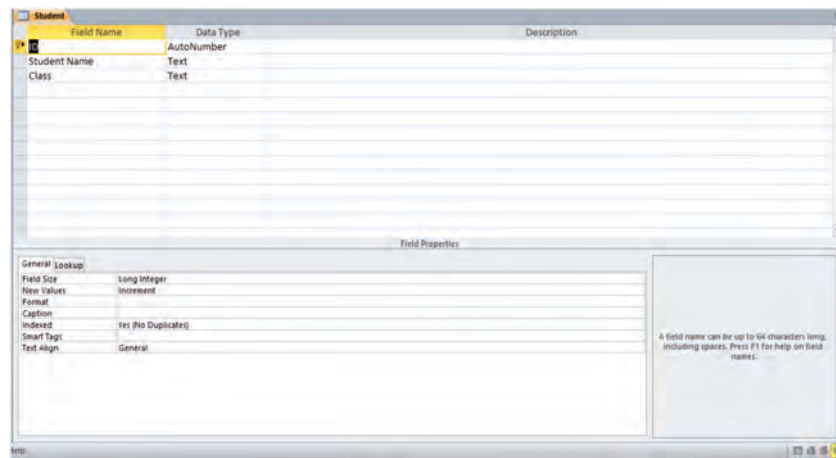 Student
Field Name Data Type Description
ID AutoNumber
Student Name Text
Class Text
Field Properties
General Lookup
Field Size Long Integer
New Values Increment
Format
Caption
Indexed Yes (No Duplicates)
Smart Tags
Text Align General
A field name can be up to 64 characters long,
including spaces. Press F1 for help on field
names.
help.